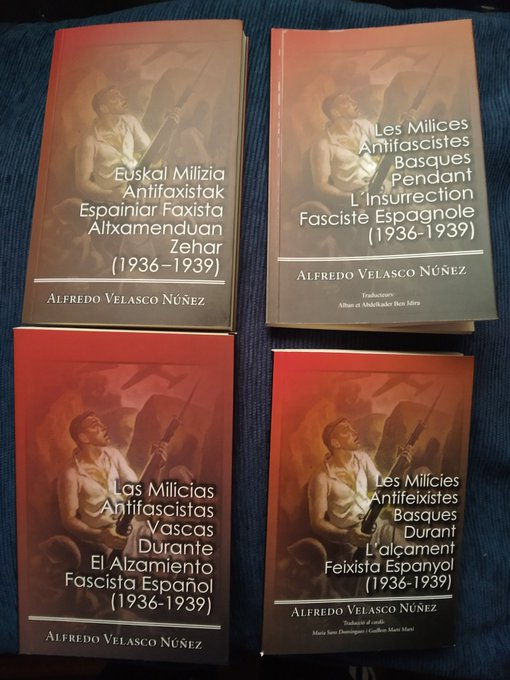 Euskal Milizia
Antifaxistak
Espainiar Faxista
Altxamenduan
Zehar
(1936–1939)
ALFREDO VELASCO NÚÑEZ
Les Milices
Antifascistes
Basques
Pendant
L´Insurrection
Fasciste Espagnole
(1936-1939)
ALFREDO VELASCO NÚÑEZ
Traducteurs:
Alban et Abdelkader Ben Jdira
Las Milicias
Antifascistas
Vascas
Durante
El Alzamiento
Fascista Español
(1936-1939)
ALFREDO VELASCO NÚÑEZ
Les Milícies
Antifeixistes
Basques
Durant
L'alçament
Feixista Espanyol
(1936-1939)
ALFREDO VELASCO NÚÑEZ
Traducció al català:
Maria Sans Domínguez i Guillem Martí Martí